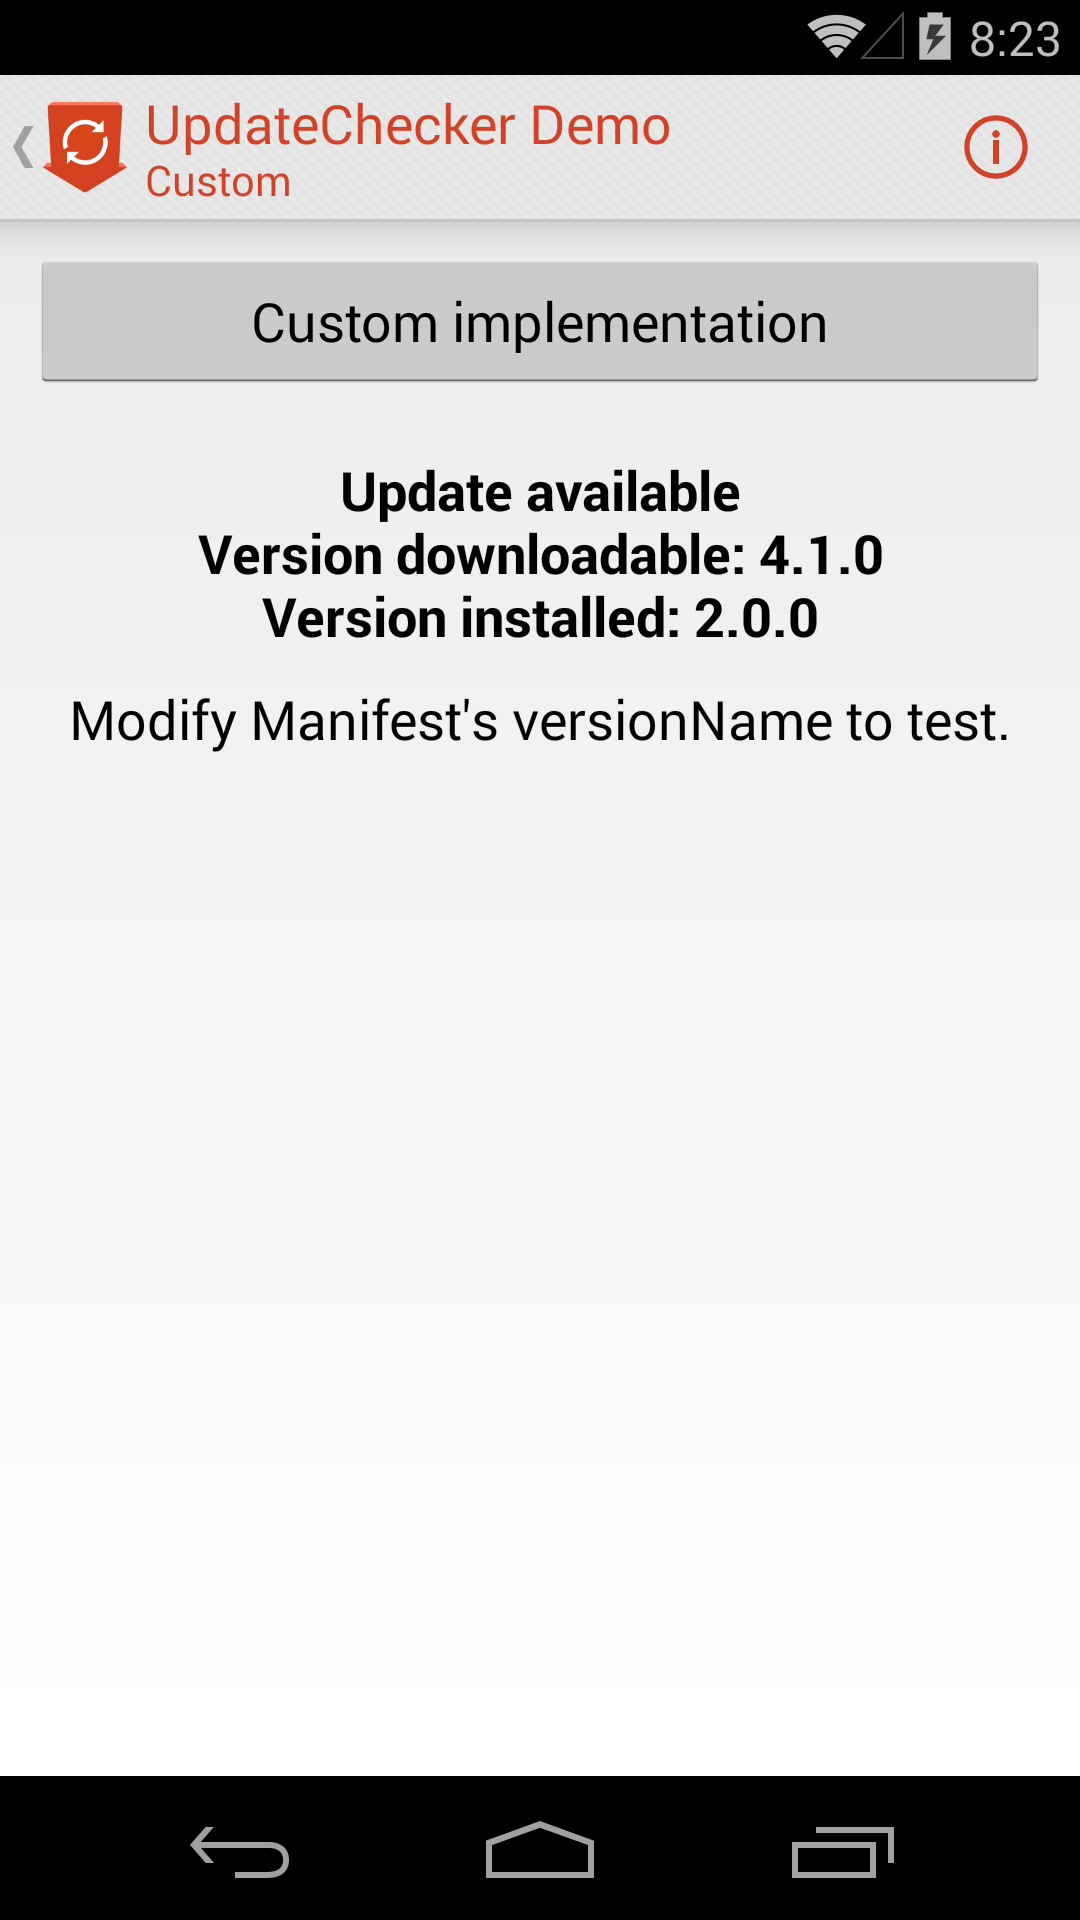 8:23
UpdateChecker Demo
Custom
Custom implementation
Update available
Version downloadable: 4.1.0
Version installed: 2.0.0
Modify Manifest's versionName to test.